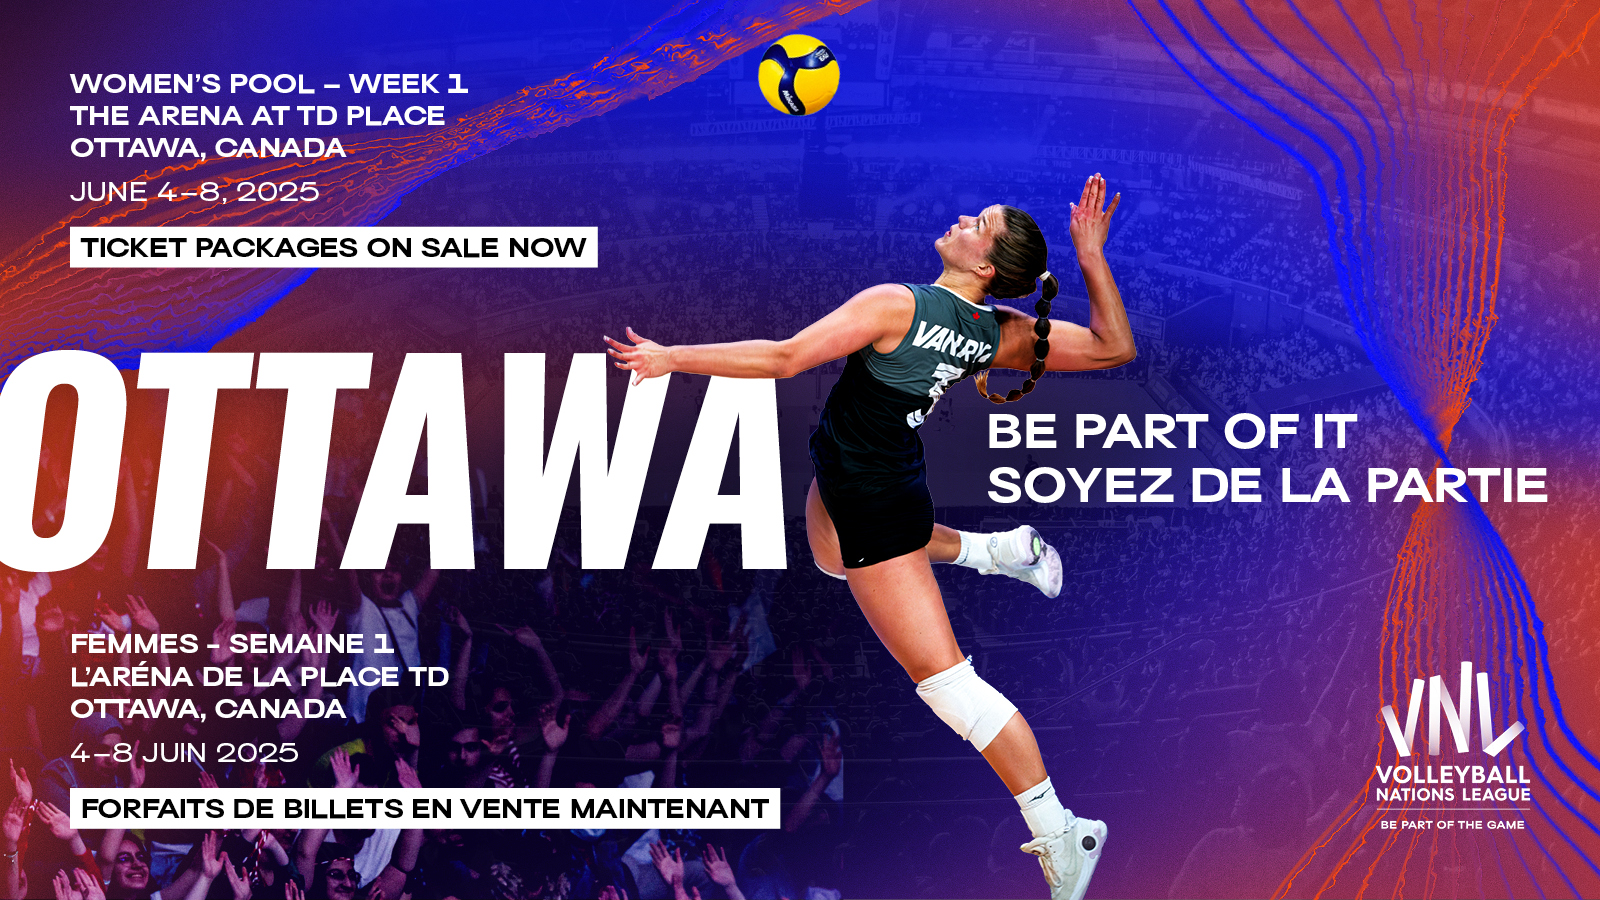 WOMEN'S POOL – WEEK 1
THE ARENA AT TD PLACE
OTTAWA, CANADA
JUNE 4–8, 2025
TICKET PACKAGES ON SALE NOW
OTTAWA
BE PART OF IT
SOYEZ DE LA PARTIE
FEMMES - SEMAINE 1
L'ARÉNA DE LA PLACE TD
OTTAWA, CANADA
4–8 JUIN 2025
FORFAITS DE BILLETS EN VENTE MAINTENANT
MIKASA
VNL
VOLLEYBALL
NATIONS LEAGUE
BE PART OF THE GAME